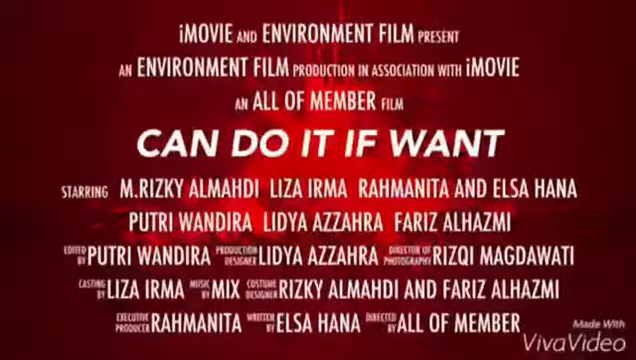 iMOVIE AND ENVIRONMENT FILM PRESENT
AN ENVIRONMENT FILM PRODUCTION IN ASSOCIATION WITH iMOVIE
AN ALL OF MEMBER FILM
CAN DO IT IF WANT
STARRING M.RIZKY ALMAHDI LIZA IRMA RAHMANITA AND ELSA HANA
PUTRI WANDIRA LIDYA AZZAHRA FARIZ ALHAZMI
EDITED BY PUTRI WANDIRA PRODUCTION DESIGNER LIDYA AZZAHRA DIRECTOR OF PHOTOGRAPHY RIZQI MAGDAWATI
CASTING BY LIZA IRMA MUSIC BY MIX COSTUME DESIGNER RIZKY ALMAHDI AND FARIZ ALHAZMI
EXECUTIVE PRODUCER RAHMANITA WRITTEN BY ELSA HANA DIRECTED BY ALL OF MEMBER
Made With
VivaVideo